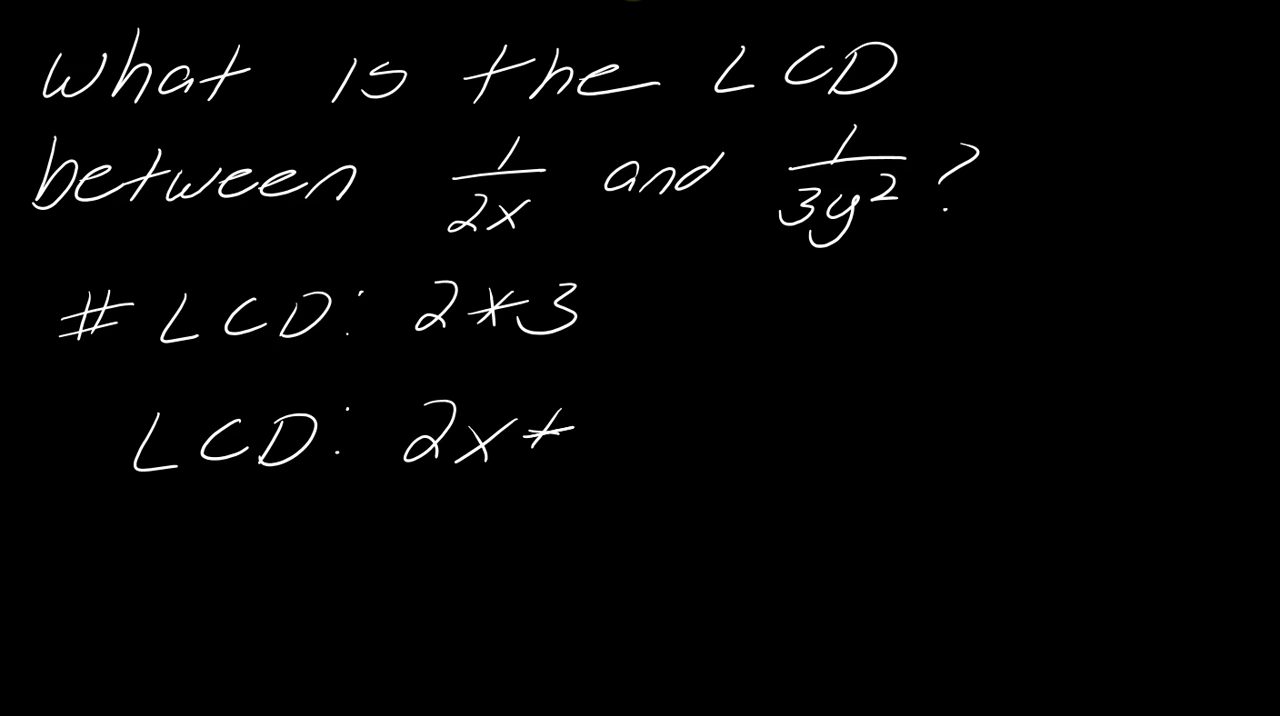 What is the LCD
between 1/2x and 1/3y² ?
# LCD: 2*3
LCD: 2x*